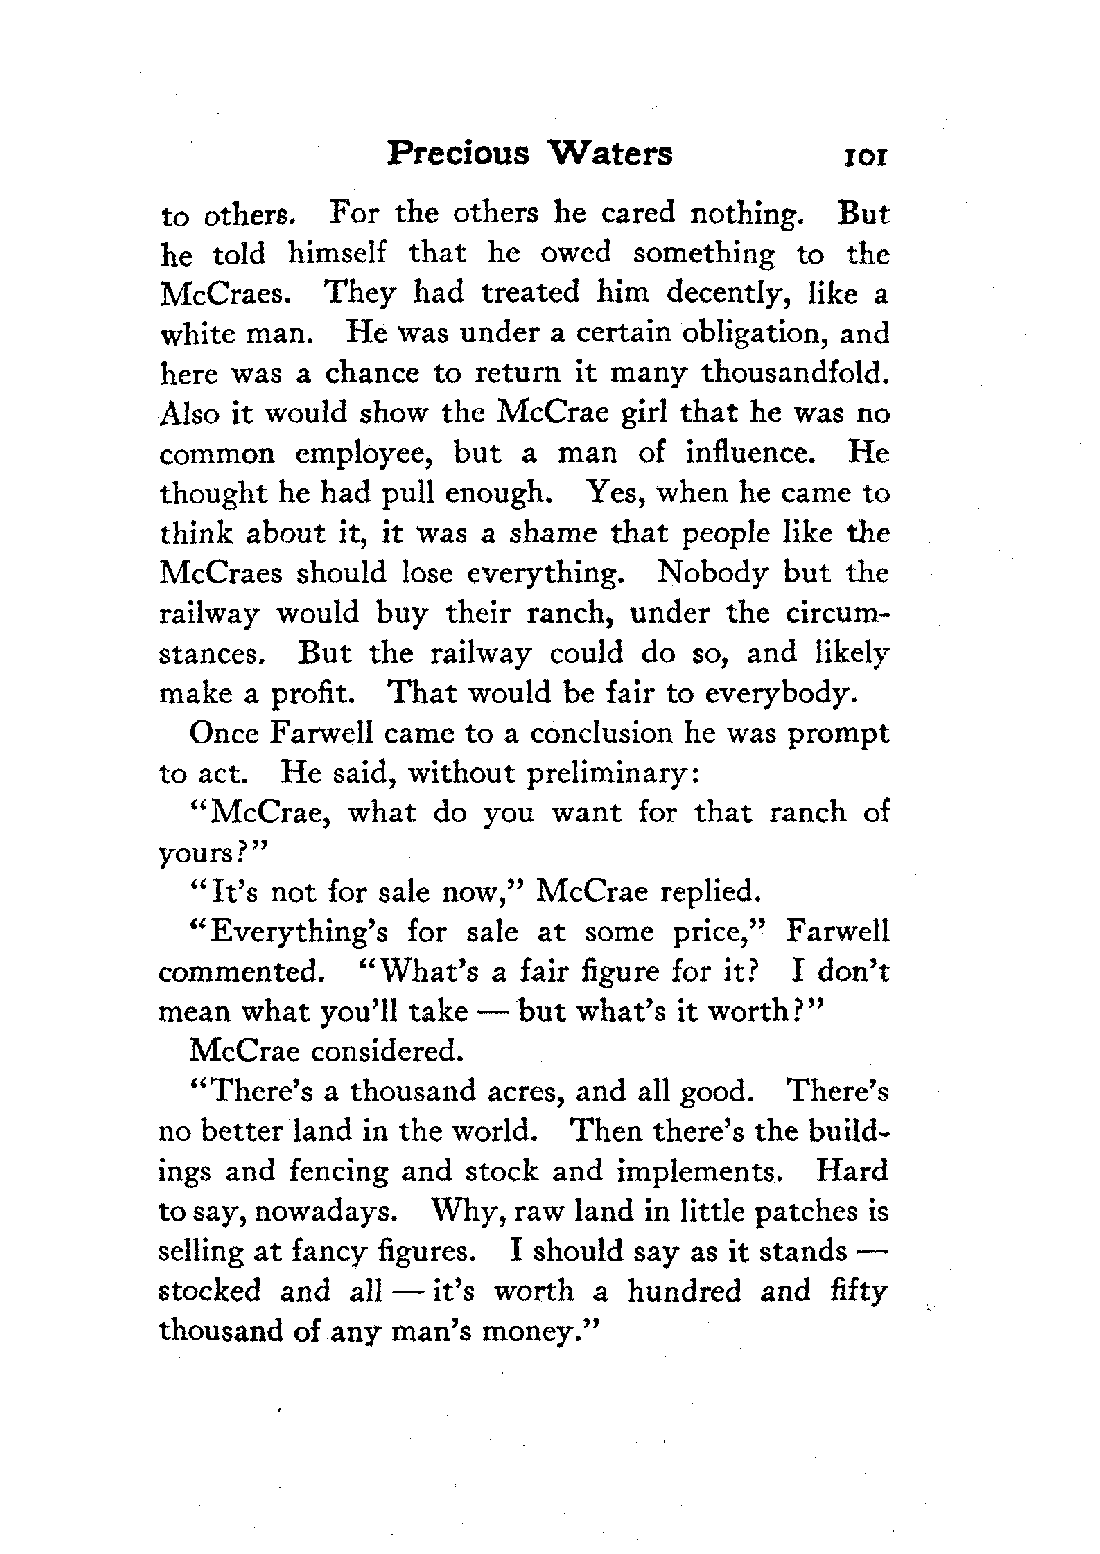 Precious Waters 101
to others. For the others he cared nothing. But
he told himself that he owed something to the
McCraes. They had treated him decently, like a
white man. He was under a certain obligation, and
here was a chance to return it many thousandfold.
Also it would show the McCrae girl that he was no
common employee, but a man of influence. He
thought he had pull enough. Yes, when he came to
think about it, it was a shame that people like the
McCraes should lose everything. Nobody but the
railway would buy their ranch, under the circum-
stances. But the railway could do so, and likely
make a profit. That would be fair to everybody.
Once Farwell came to a conclusion he was prompt
to act. He said, without preliminary:
"McCrae, what do you want for that ranch of
yours?"
"It's not for sale now," McCrae replied.
"Everything's for sale at some price," Farwell
commented. "What's a fair figure for it? I don't
mean what you'll take — but what's it worth?"
McCrae considered.
"There's a thousand acres, and all good. There's
no better land in the world. Then there's the build-
ings and fencing and stock and implements. Hard
to say, nowadays. Why, raw land in little patches is
selling at fancy figures. I should say as it stands —
stocked and all — it's worth a hundred and fifty
thousand of any man's money."